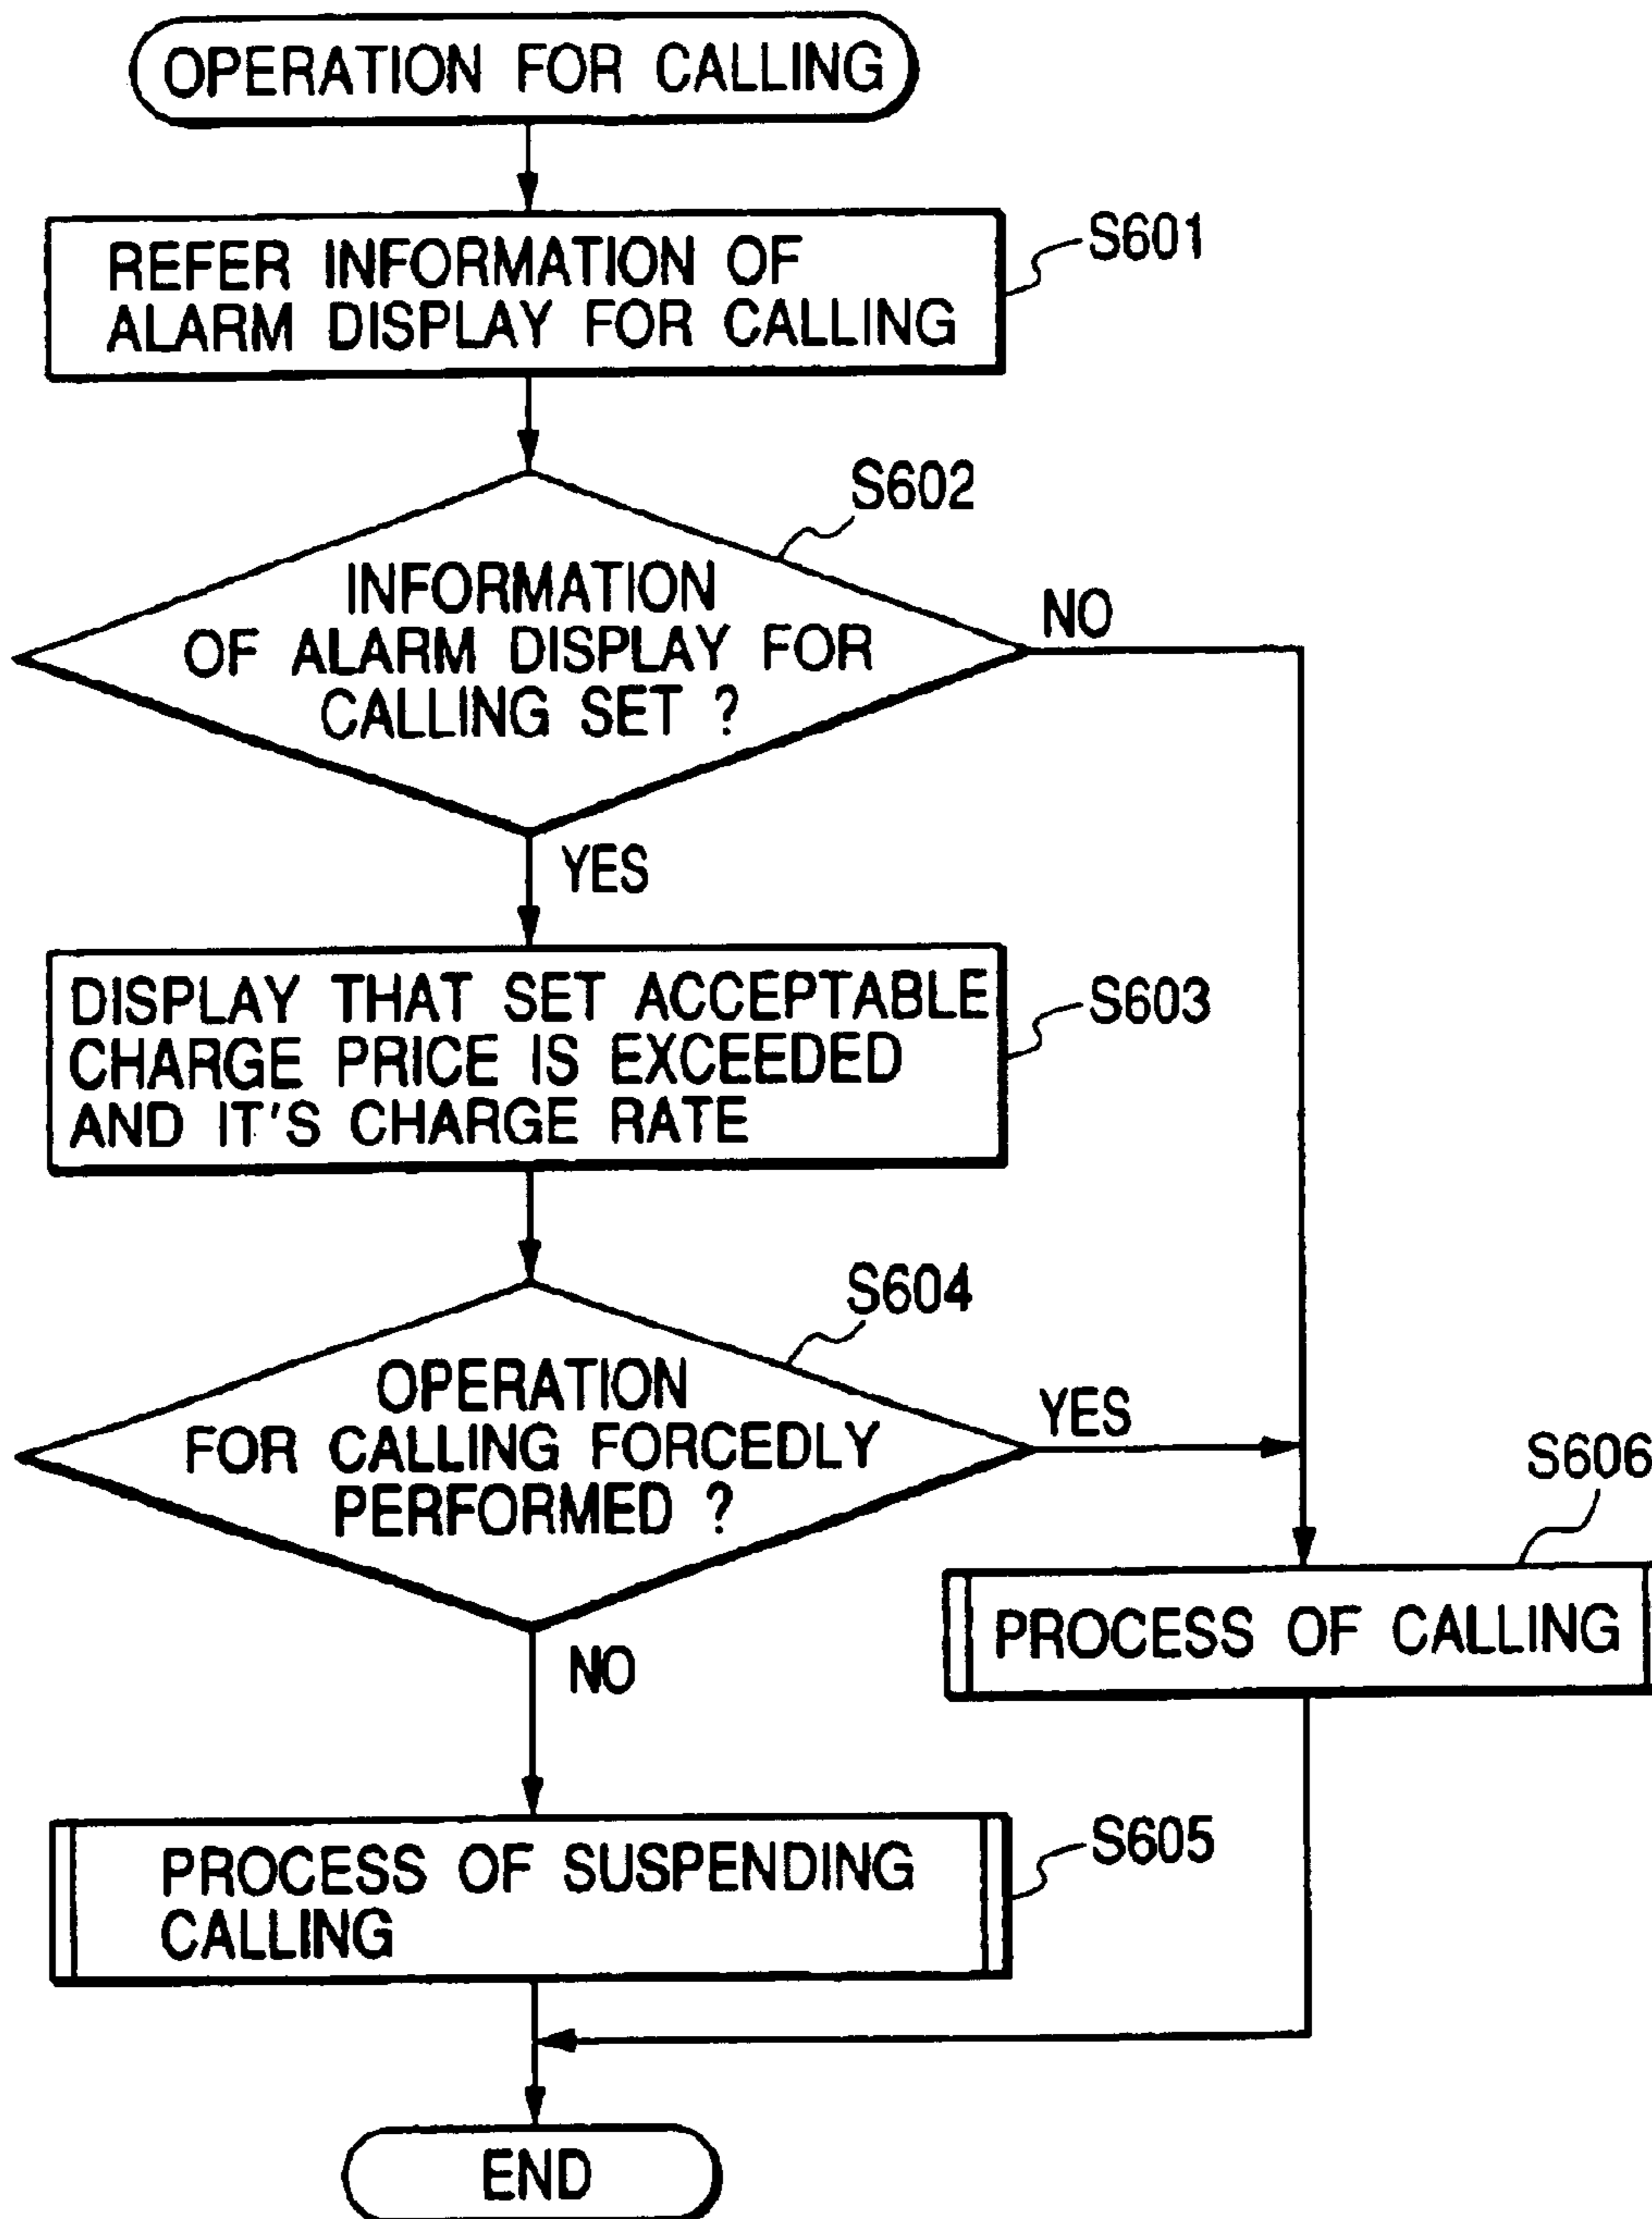 OPERATION FOR CALLING
REFER INFORMATION OF
ALARM DISPLAY FOR CALLING
S601
S602
INFORMATION
OF ALARM DISPLAY FOR
CALLING SET ?
NO
YES
DISPLAY THAT SET ACCEPTABLE
CHARGE PRICE IS EXCEEDED
AND IT'S CHARGE RATE
S603
S604
OPERATION
FOR CALLING FORCEDLY
PERFORMED ?
YES
NO
S606
PROCESS OF CALLING
PROCESS OF SUSPENDING
CALLING
S605
END